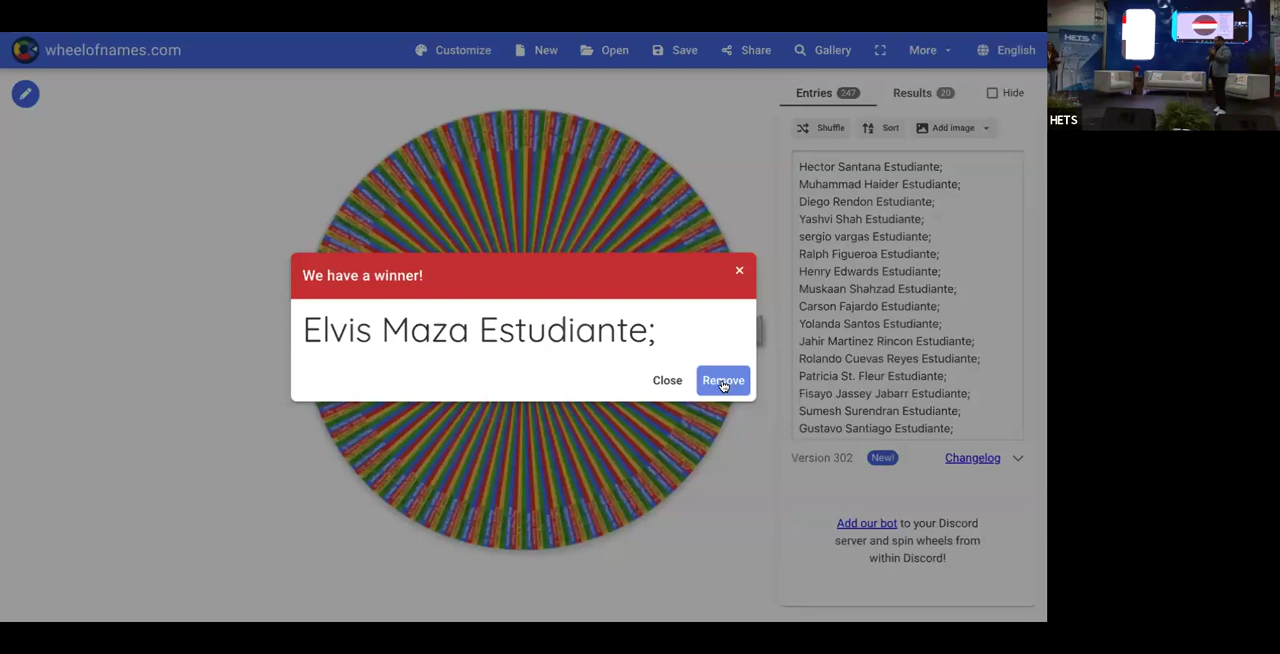 wheelofnames.com
Customize
New
Open
Save
Share
Gallery
More
English
Entries 247
Results 20
Hide
Shuffle
Sort
Add image
Hector Santana Estudiante;
Muhammad Haider Estudiante;
Diego Rendon Estudiante;
Yashvi Shah Estudiante;
sergio vargas Estudiante;
Ralph Figueroa Estudiante;
Henry Edwards Estudiante;
Muskaan Shahzad Estudiante;
Carson Fajardo Estudiante;
Yolanda Santos Estudiante;
Jahir Martinez Rincon Estudiante;
Rolando Cuevas Reyes Estudiante;
Patricia St. Fleur Estudiante;
Fisayo Jassey Jabarr Estudiante;
Sumesh Surendran Estudiante;
Gustavo Santiago Estudiante;
We have a winner!
Elvis Maza Estudiante;
Close
Remove
Version 302
New!
Changelog
Add our bot to your Discord
server and spin wheels from
within Discord!
HETS
HETS